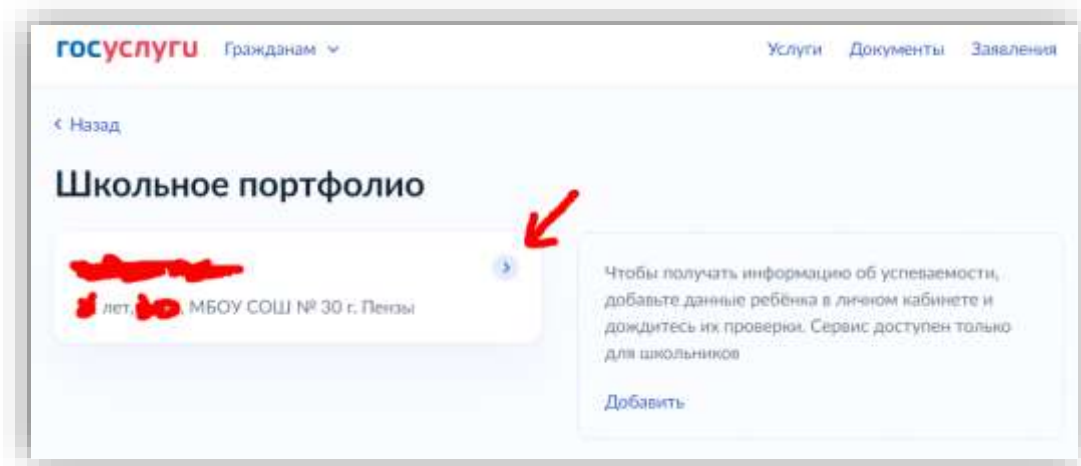 госуслуги Гражданам Услуги Документы Заявления
Назад
Школьное портфолио
лет, , МБОУ СОШ № 30 г. Пензы
Чтобы получать информацию об успеваемости,
добавьте данные ребёнка в личном кабинете и
дождитесь их проверки. Сервис доступен только
для школьников
Добавить